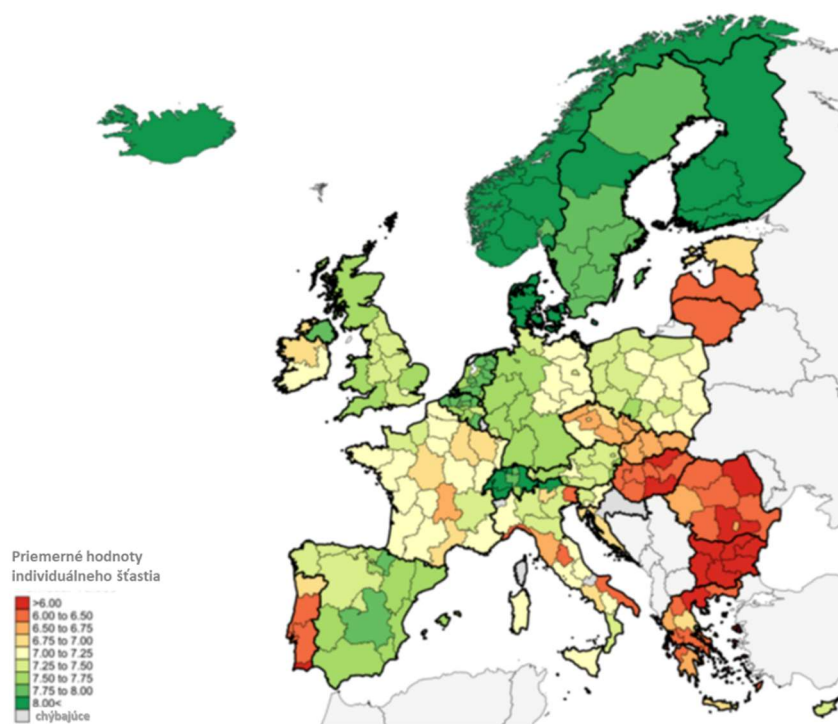 Priemerné hodnoty
individuálneho šťastia
>6.00
6.00 to 6.50
6.50 to 6.75
6.75 to 7.00
7.00 to 7.25
7.25 to 7.50
7.50 to 7.75
7.75 to 8.00
8.00<
chýbajúce